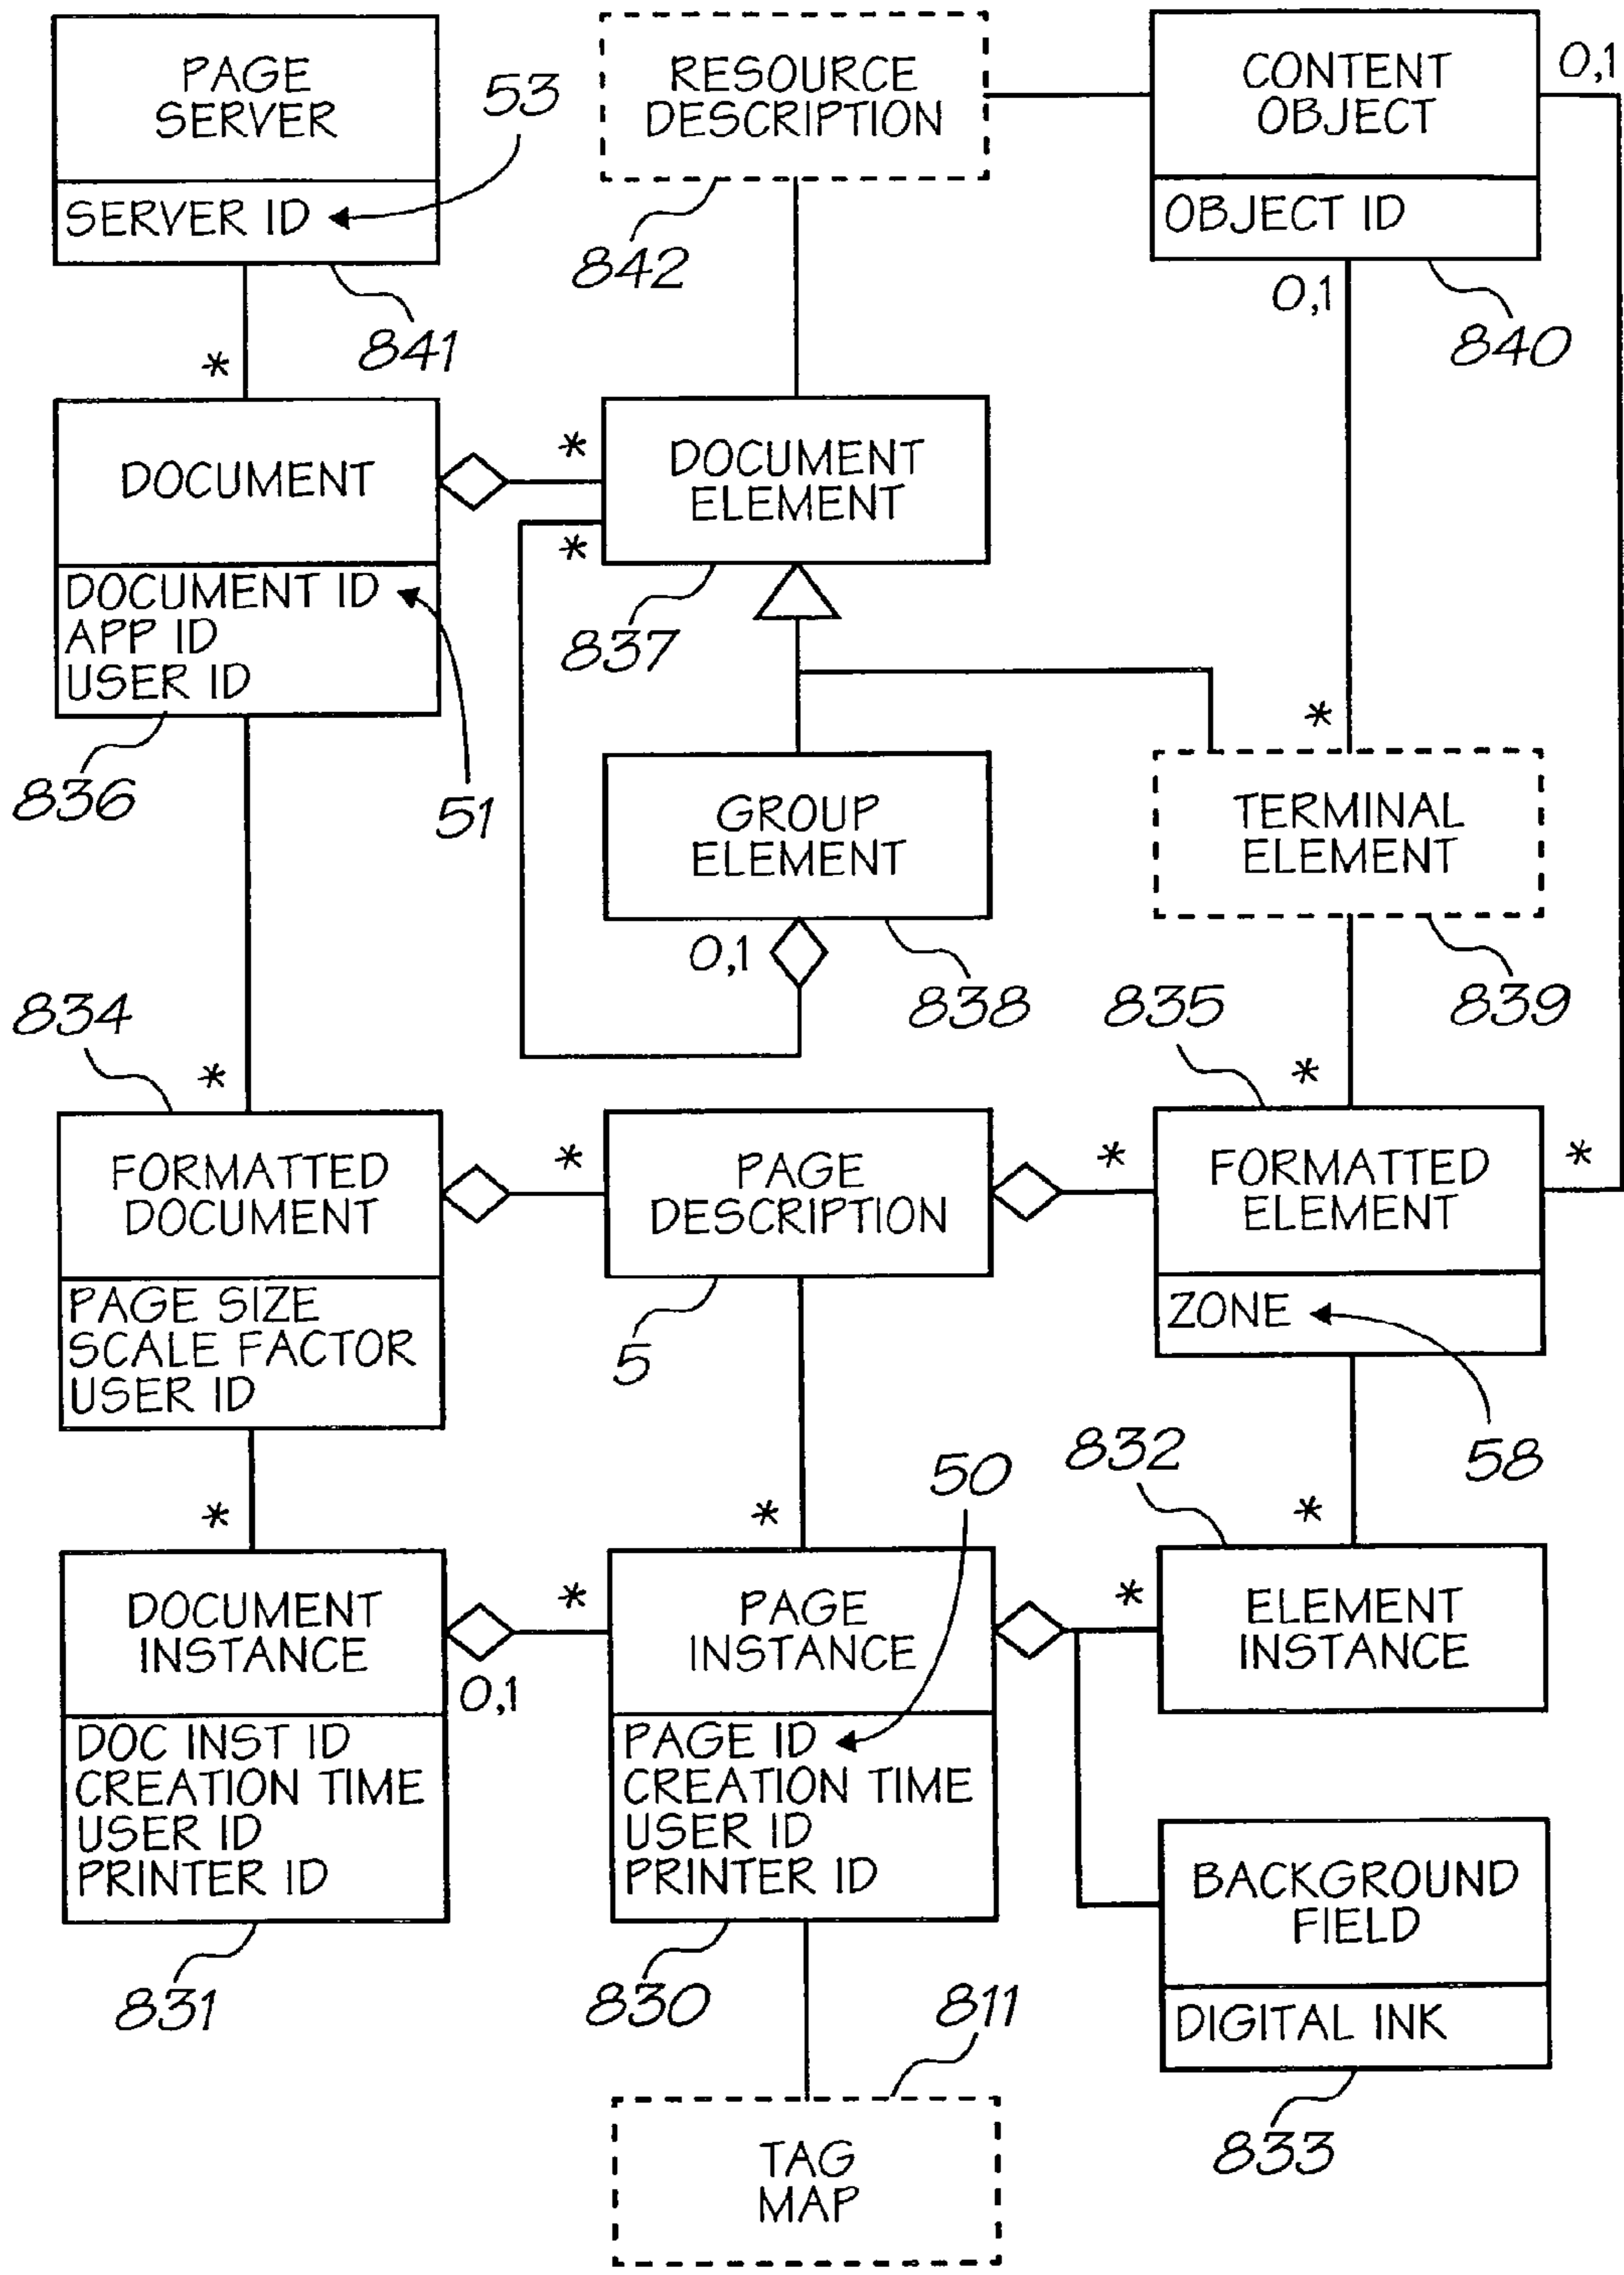 PAGE
SERVER
SERVER ID
53
841
RESOURCE
DESCRIPTION
842
CONTENT
OBJECT
OBJECT ID
0,1
0,1
840
*
DOCUMENT
DOCUMENT ID
APP ID
USER ID
836
51
*
*
DOCUMENT
ELEMENT
837
GROUP
ELEMENT
0,1
838
*
TERMINAL
ELEMENT
839
834
*
FORMATTED
DOCUMENT
PAGE SIZE
SCALE FACTOR
USER ID
*
PAGE
DESCRIPTION
5
835
*
*
*
FORMATTED
ELEMENT
ZONE
58
*
DOCUMENT
INSTANCE
0,1
DOC INST ID
CREATION TIME
USER ID
PRINTER ID
831
*
*
50
PAGE
INSTANCE
PAGE ID
CREATION TIME
USER ID
PRINTER ID
830
832
*
*
ELEMENT
INSTANCE
BACKGROUND
FIELD
DIGITAL INK
833
811
TAG
MAP